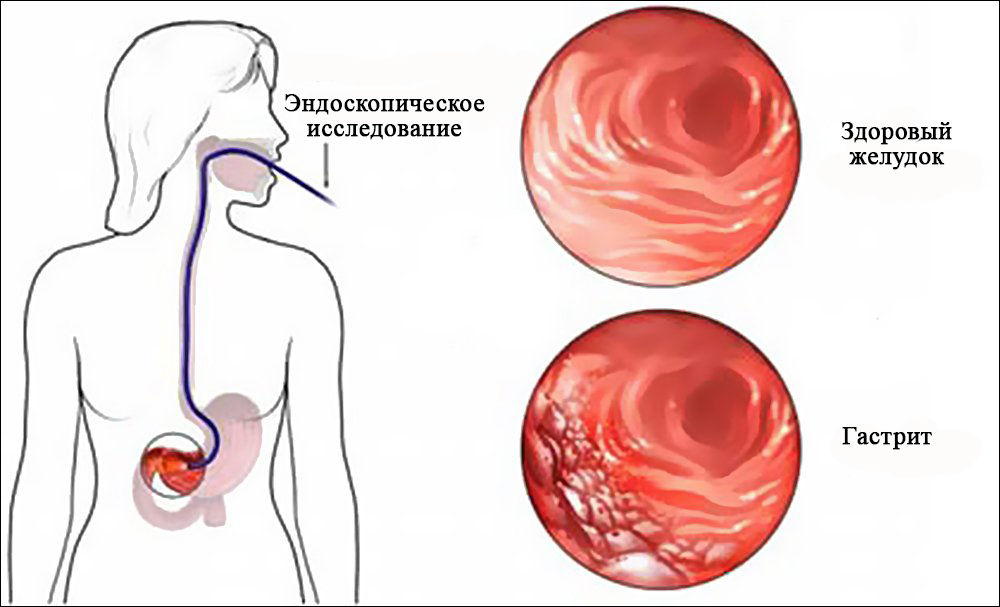 Эндоскопическое
исследование
Здоровый
желудок
Гастрит